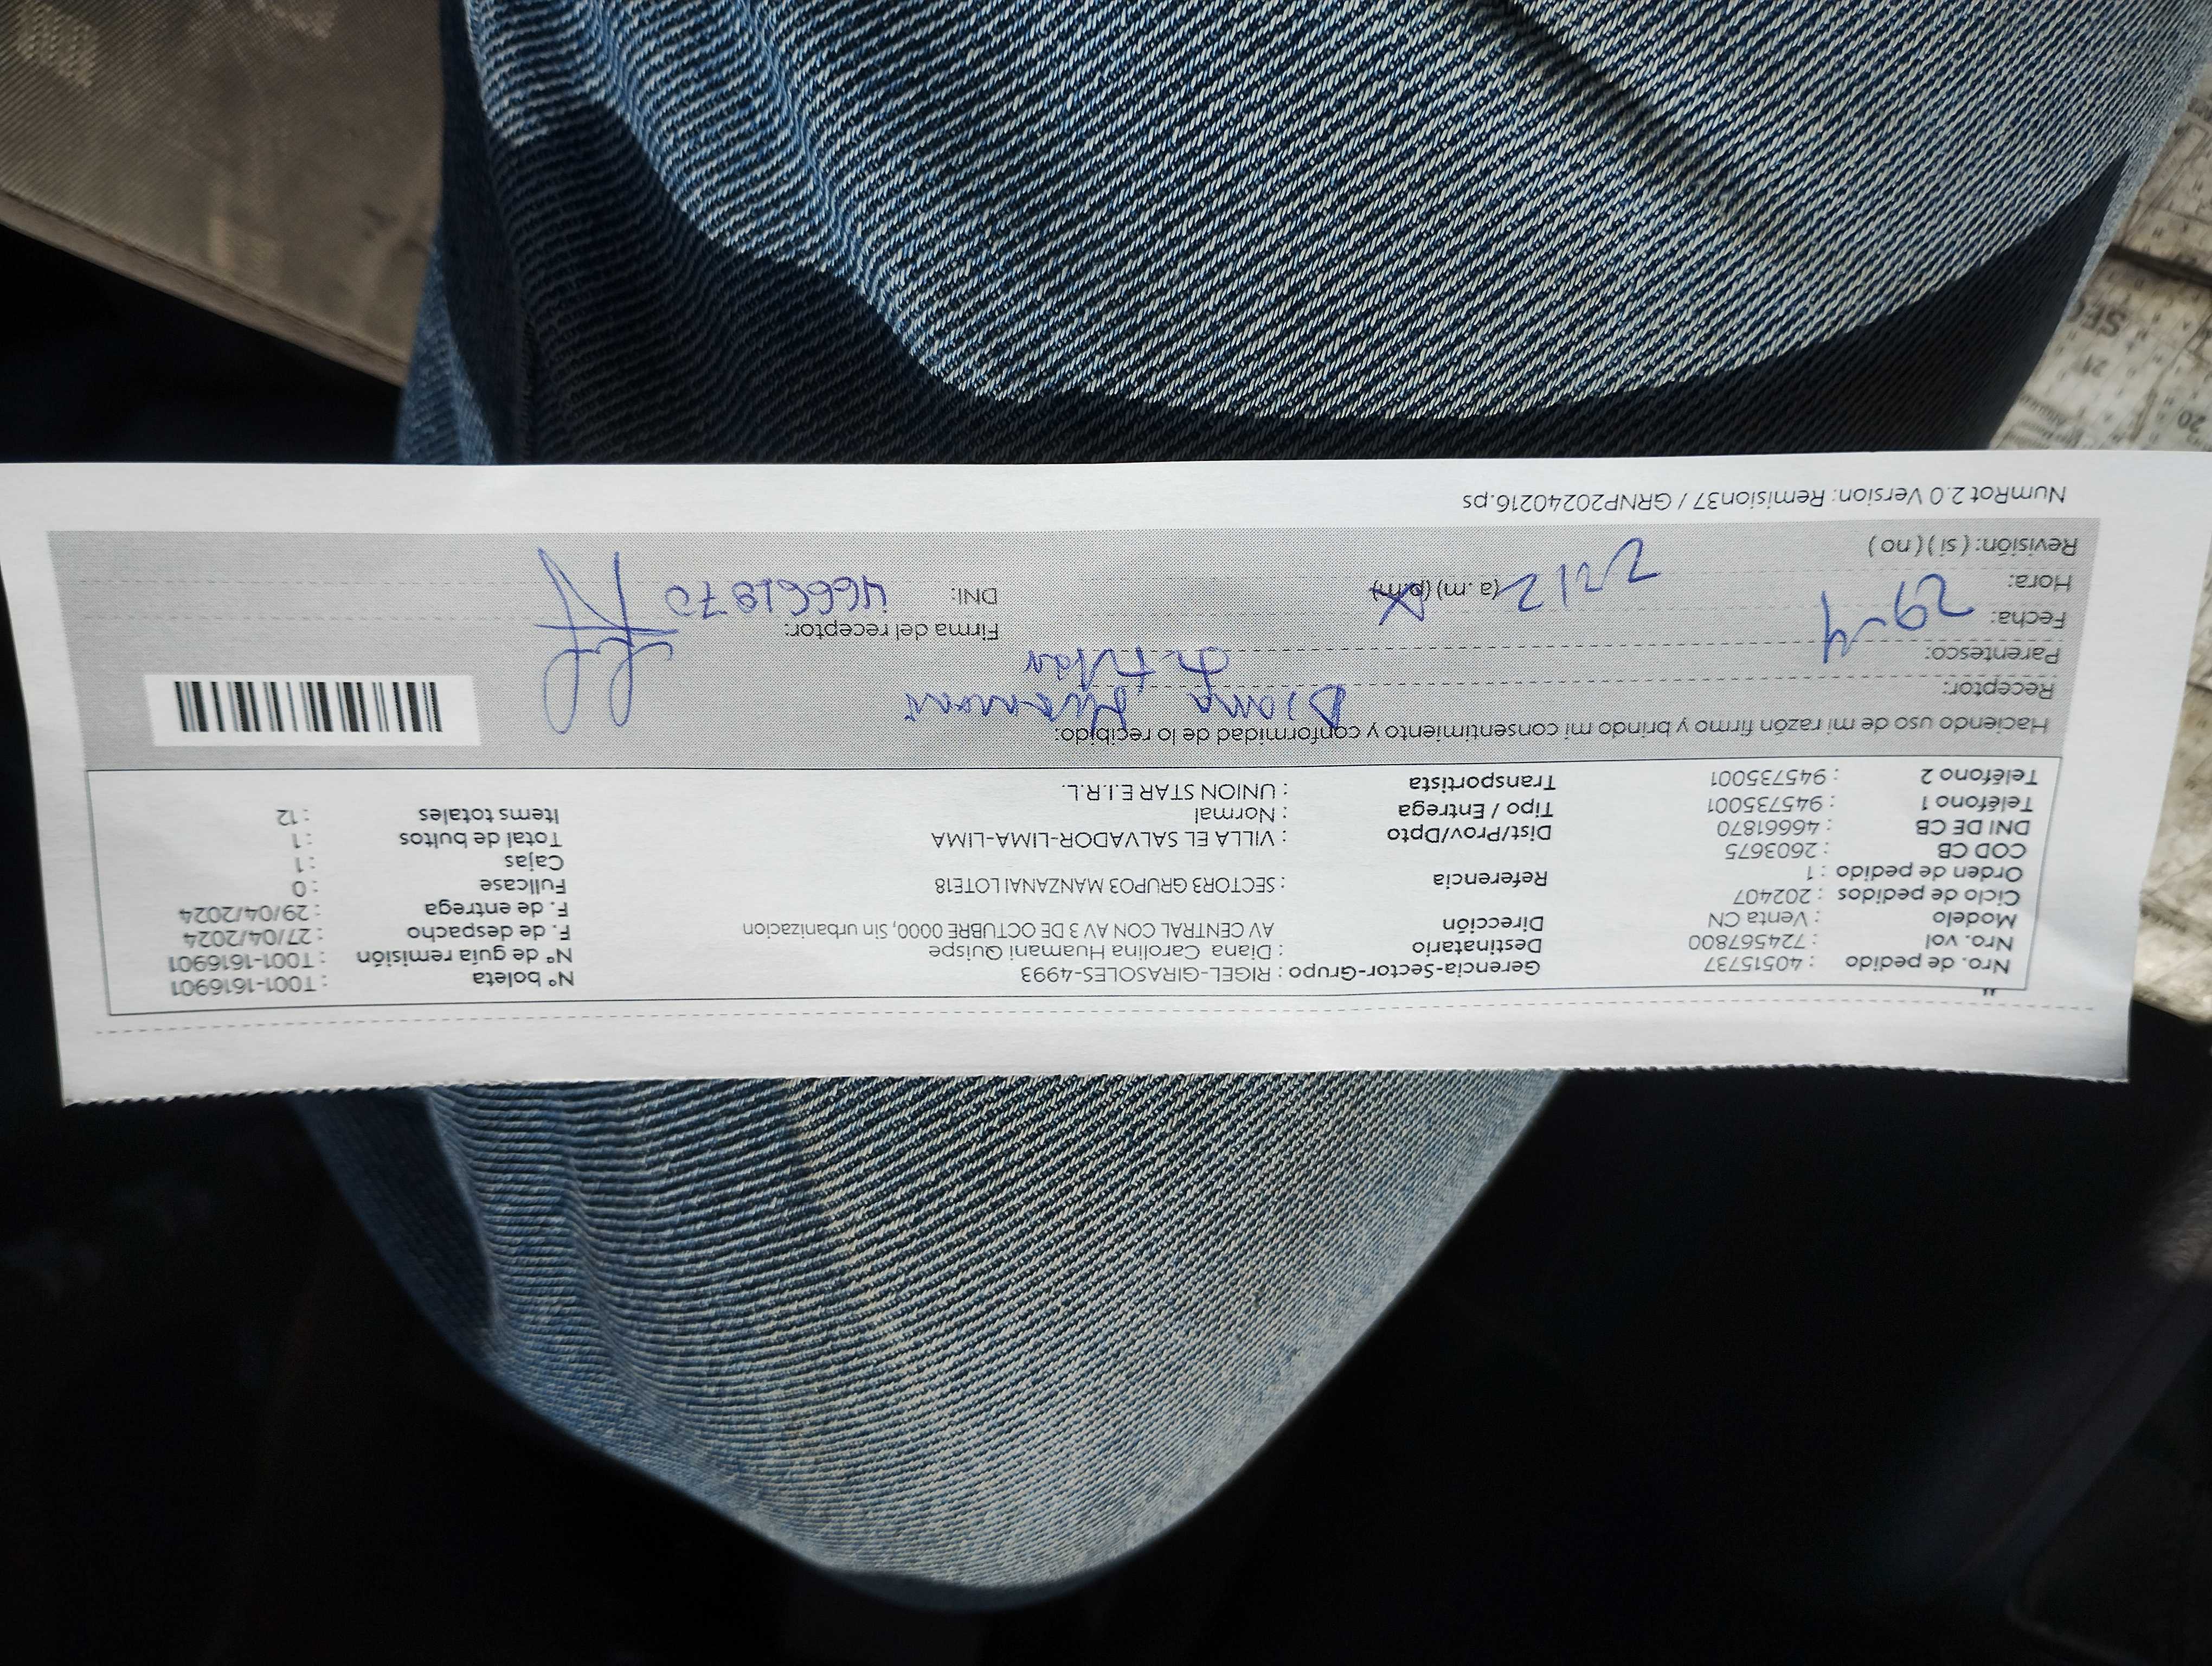 Nro. de pedido : 40515737 Gerencia-Sector-Grupo : RIGEL-GIRASOLES-4993 Nº boleta : T001-1616901
Nro. vol : 724567800 Destinatario : Diana Carolina Huamani Quispe Nº de guía remisión : T001-1616901
Modelo : Venta CN Dirección AV CENTRAL CON AV 3 DE OCTUBRE 0000, Sin urbanizacion F. de despacho : 27/04/2024
Ciclo de pedidos : 202407 F. de entrega : 29/04/2024
Orden de pedido : 1 Referencia : SECTOR3 GRUPO3 MANZANAI LOTE18 Fullcase : 0
COD CB : 2603675 Cajas : 1
DNI DE CB : 46661870 Dist/Prov/Dpto : VILLA EL SALVADOR-LIMA-LIMA Total de bultos : 1
Teléfono 1 : 945735001 Tipo / Entrega : Normal Items totales : 12
Teléfono 2 : 945735001 Transportista : UNION STAR E.I.R.L.
Haciendo uso de mi razón firmo y brindo mi consentimiento y conformidad de lo recibido:
Receptor: Diana Huamani
Parentesco: Titular
Fecha: 29-4 Firma del receptor:
Hora: (a.m) (p.m) DNI: 46661870
Revisión: ( si ) ( no )
NumRot 2.0 Version: Remision37 / GRNP20240216.ps